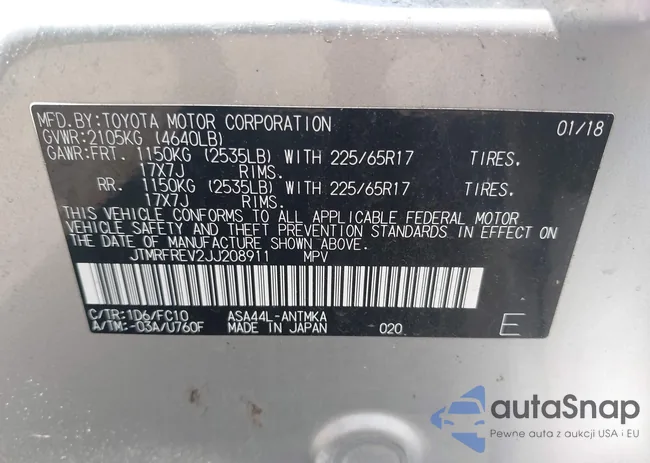 MFD.BY:TOYOTA MOTOR CORPORATION 01/18
GVWR:2105KG (4640LB)
GAWR:FRT. 1150KG (2535LB) WITH 225/65R17 TIRES.
17X7J RIMS.
RR. 1150KG (2535LB) WITH 225/65R17 TIRES.
17X7J RIMS.
THIS VEHICLE CONFORMS TO ALL APPLICABLE FEDERAL MOTOR
VEHICLE SAFETY AND THEFT PREVENTION STANDARDS IN EFFECT ON
THE DATE OF MANUFACTURE SHOWN ABOVE.
JTMRFREV2JJ208911 MPV
C/TR:1D6/FC10 ASA44L-ANTMKA
A/TM:-03A/U760F MADE IN JAPAN 020 E
autaSnap
Pewne auta z aukcji USA i EU